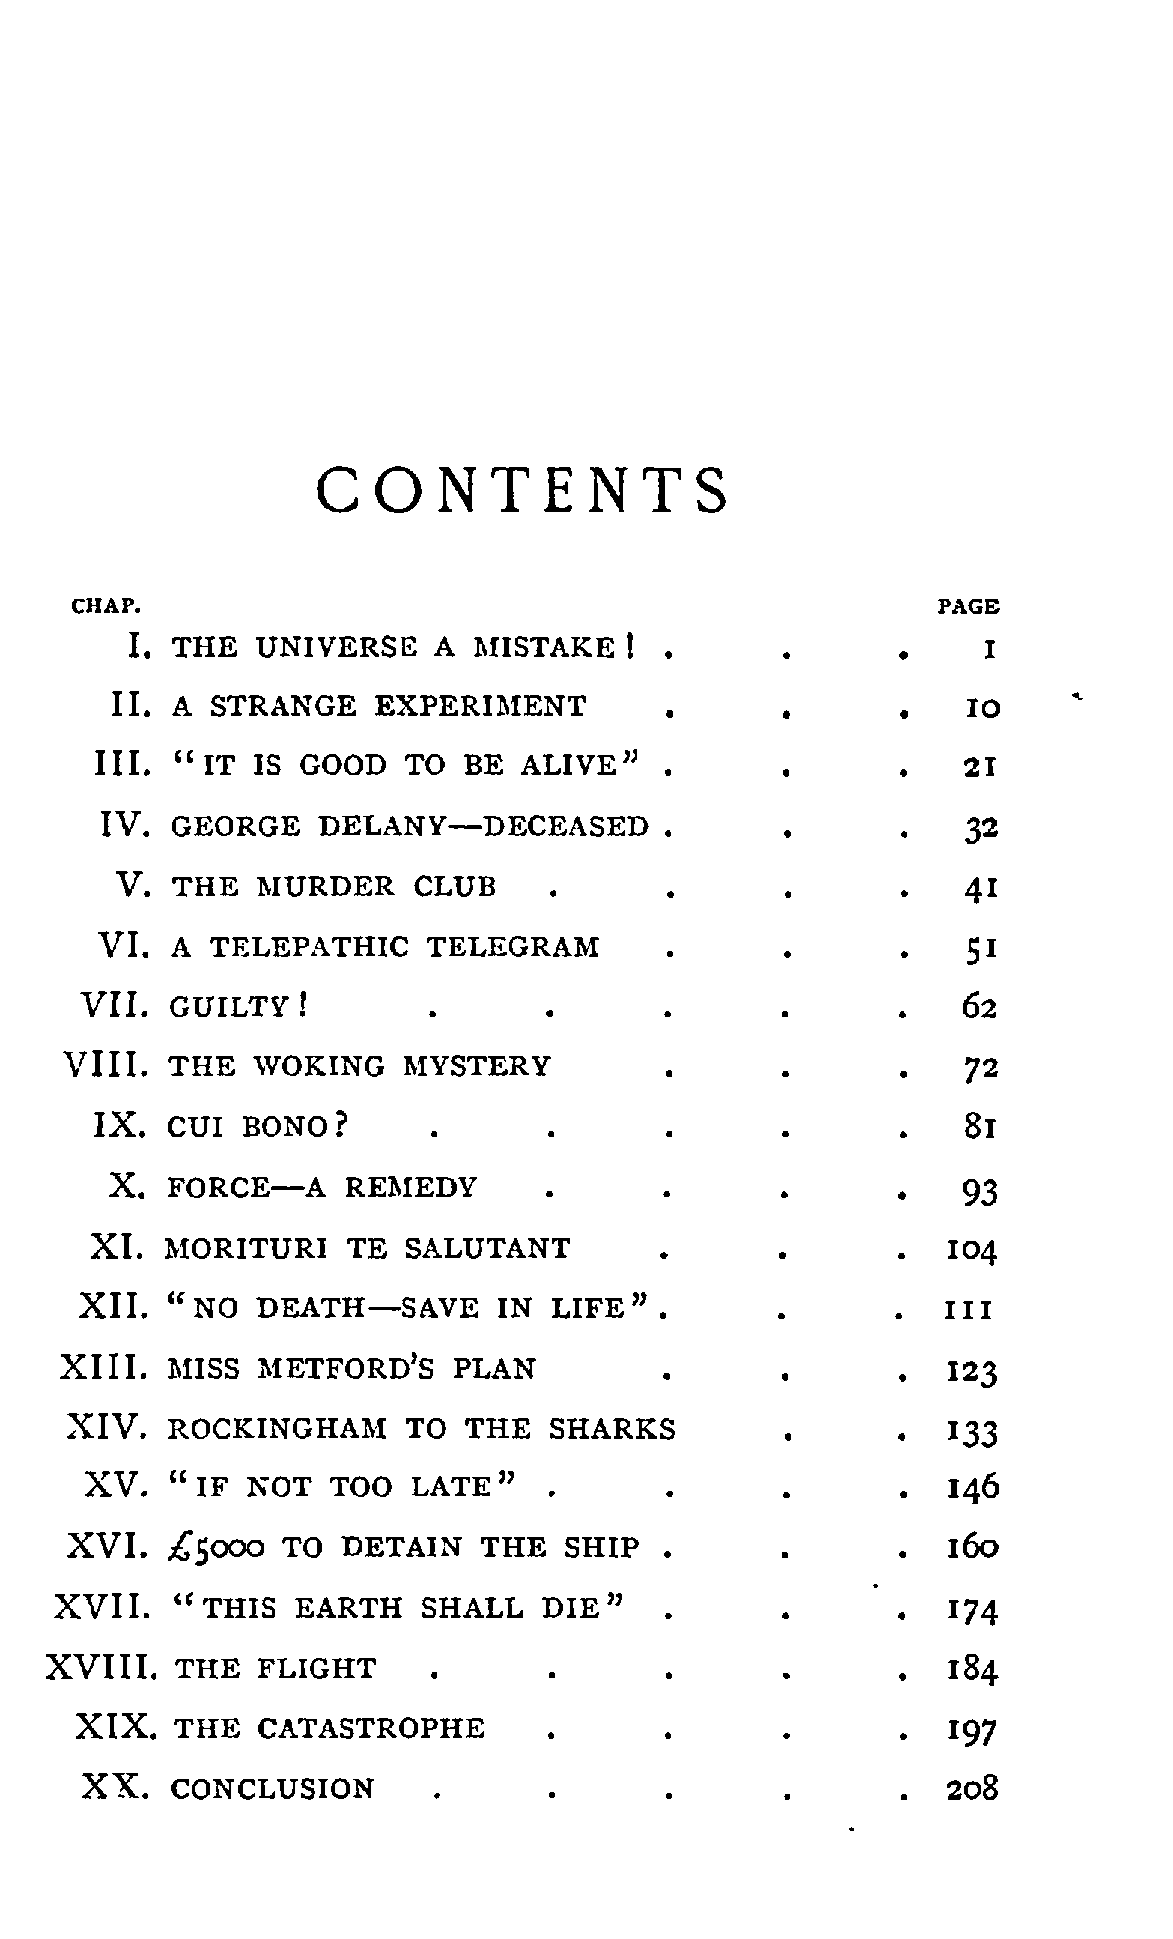 CONTENTS
CHAP. PAGE
I. THE UNIVERSE A MISTAKE! . . . 1
II. A STRANGE EXPERIMENT . . . 10
III. “IT IS GOOD TO BE ALIVE” . . . 21
IV. GEORGE DELANY—DECEASED . . . 32
V. THE MURDER CLUB . . . . 41
VI. A TELEPATHIC TELEGRAM . . . 51
VII. GUILTY! . . . . . 62
VIII. THE WOKING MYSTERY . . . 72
IX. CUI BONO? . . . . . 81
X. FORCE—A REMEDY . . . . 93
XI. MORITURI TE SALUTANT . . . 104
XII. “NO DEATH—SAVE IN LIFE” . . . 111
XIII. MISS METFORD'S PLAN . . . 123
XIV. ROCKINGHAM TO THE SHARKS . . 133
XV. “IF NOT TOO LATE” . . . . 146
XVI. £5000 TO DETAIN THE SHIP . . . 160
XVII. “THIS EARTH SHALL DIE” . . . 174
XVIII. THE FLIGHT . . . . . 184
XIX. THE CATASTROPHE . . . . 197
XX. CONCLUSION . . . . . 208